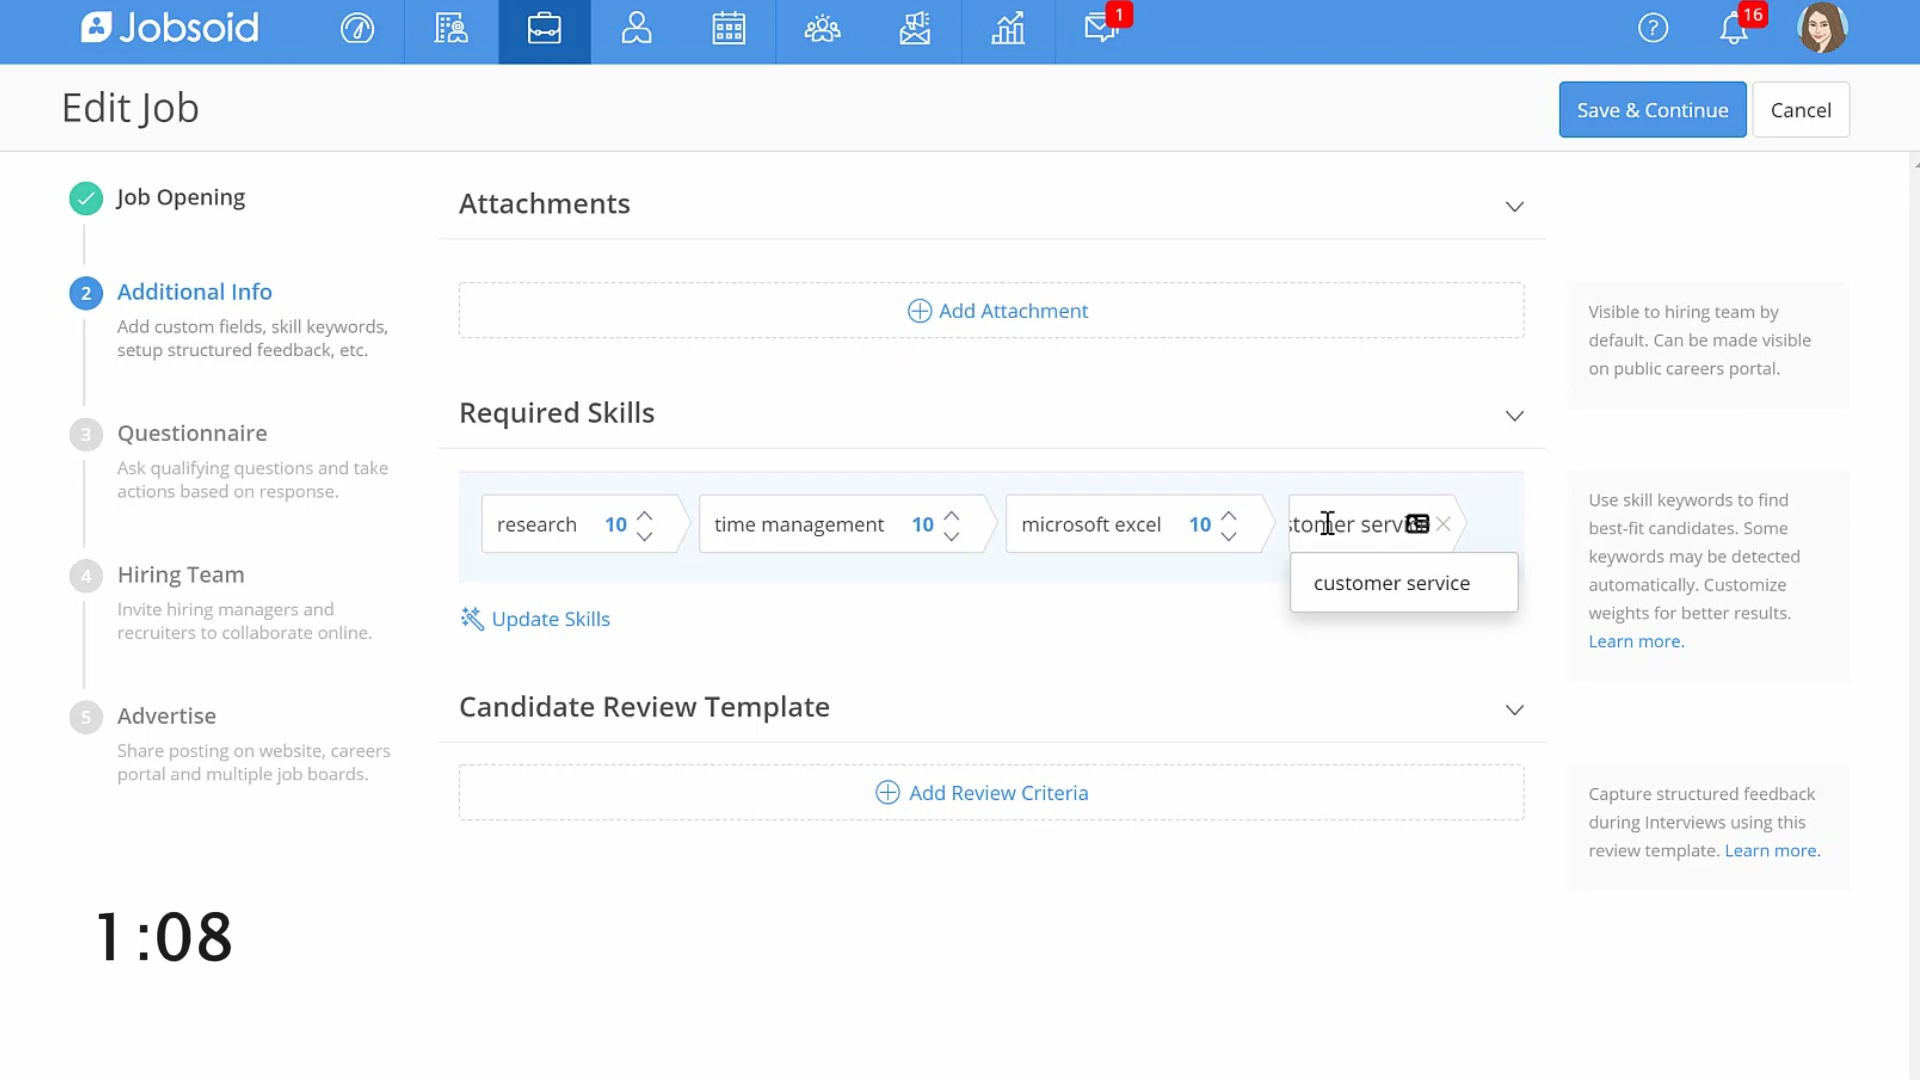 Jobsoid
1
16
Edit Job
Save & Continue
Cancel
Job Opening
2
Additional Info
Add custom fields, skill keywords,
setup structured feedback, etc.
3
Questionnaire
Ask qualifying questions and take
actions based on response.
4
Hiring Team
Invite hiring managers and
recruiters to collaborate online.
5
Advertise
Share posting on website, careers
portal and multiple job boards.
1:08
Attachments
Add Attachment
Visible to hiring team by
default. Can be made visible
on public careers portal.
Required Skills
research 10
time management 10
microsoft excel 10
customer service
Update Skills
Use skill keywords to find
best-fit candidates. Some
keywords may be detected
automatically. Customize
weights for better results.
Learn more.
Candidate Review Template
Add Review Criteria
Capture structured feedback
during Interviews using this
review template. Learn more.